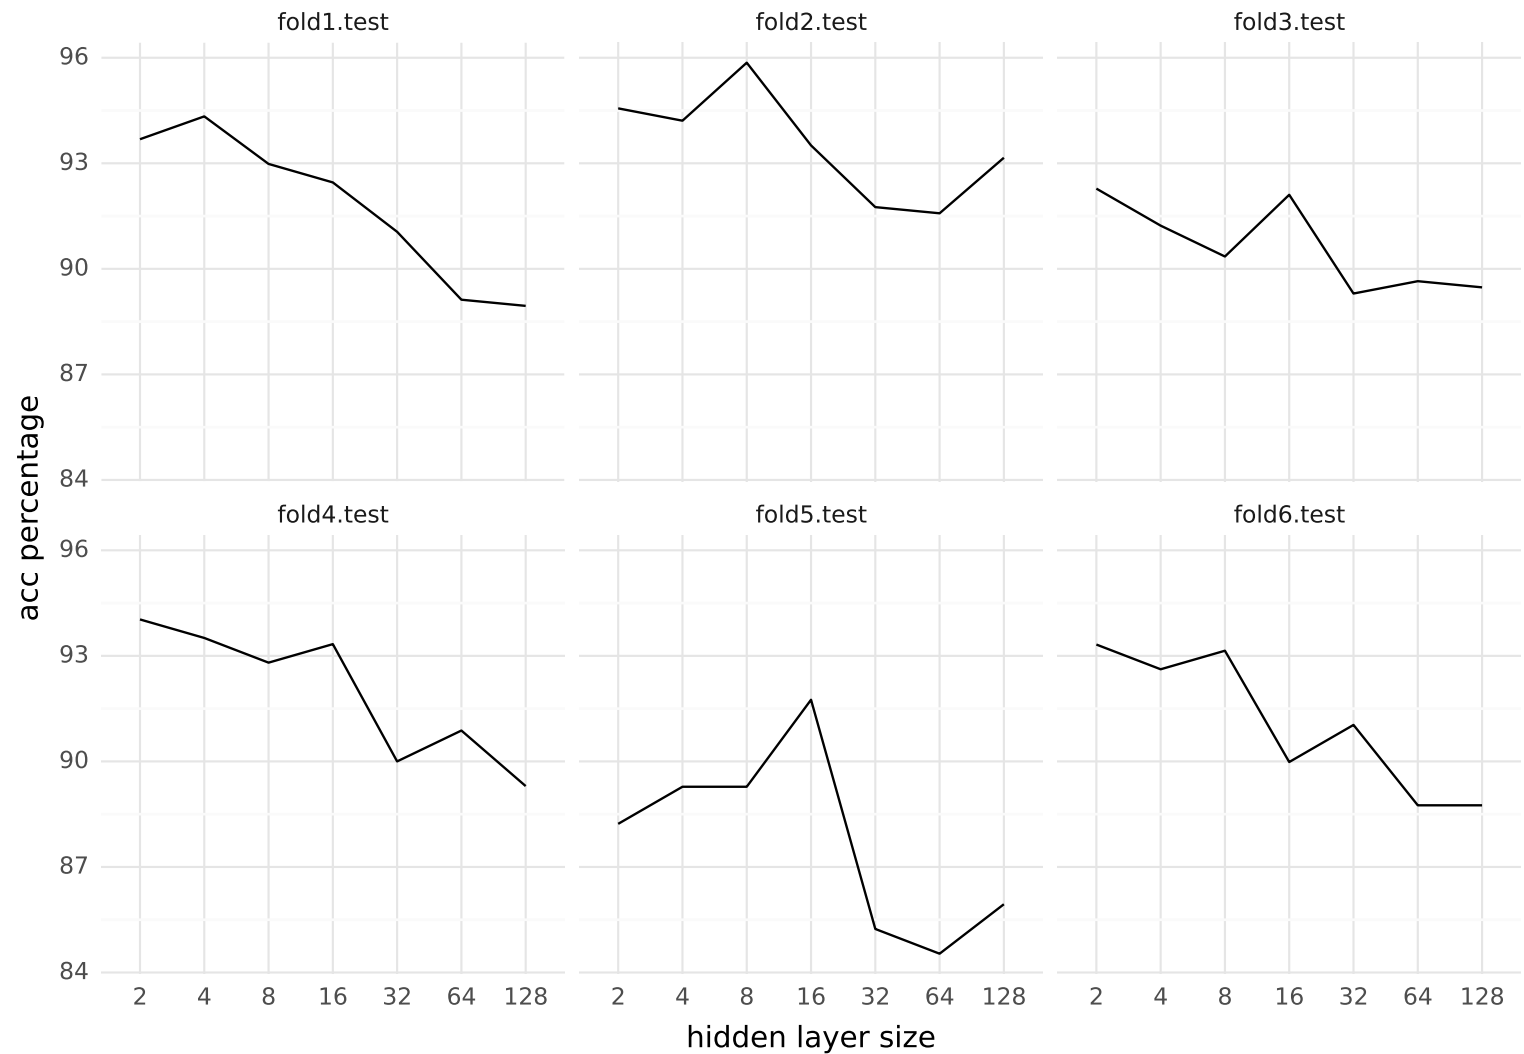 fold1.test fold2.test fold3.test
96
93
90
87
84
fold4.test fold5.test fold6.test
96
93
90
87
84
2 4 8 16 32 64 128 2 4 8 16 32 64 128 2 4 8 16 32 64 128
hidden layer size
acc percentage